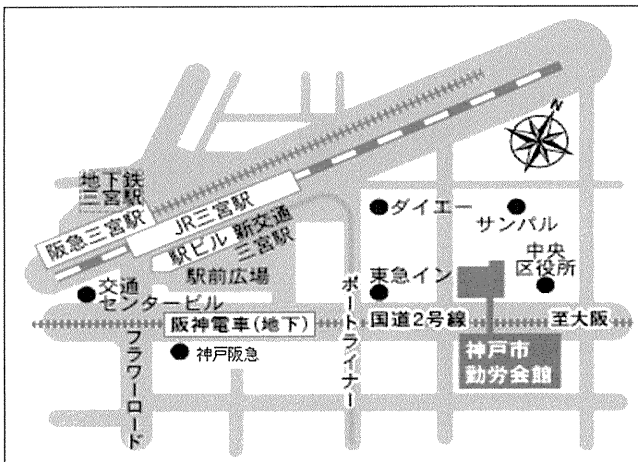 N
地下鉄
三宮駅
阪急三宮駅
JR三宮駅
駅ビル
新交通
三宮駅
駅前広場
ダイエー
サンパル
中央
区役所
東急イン
交通
センタービル
ポートライナー
阪神電車(地下)
国道2号線
至大阪
フラワーロード
神戸阪急
神戸市
勤労会館